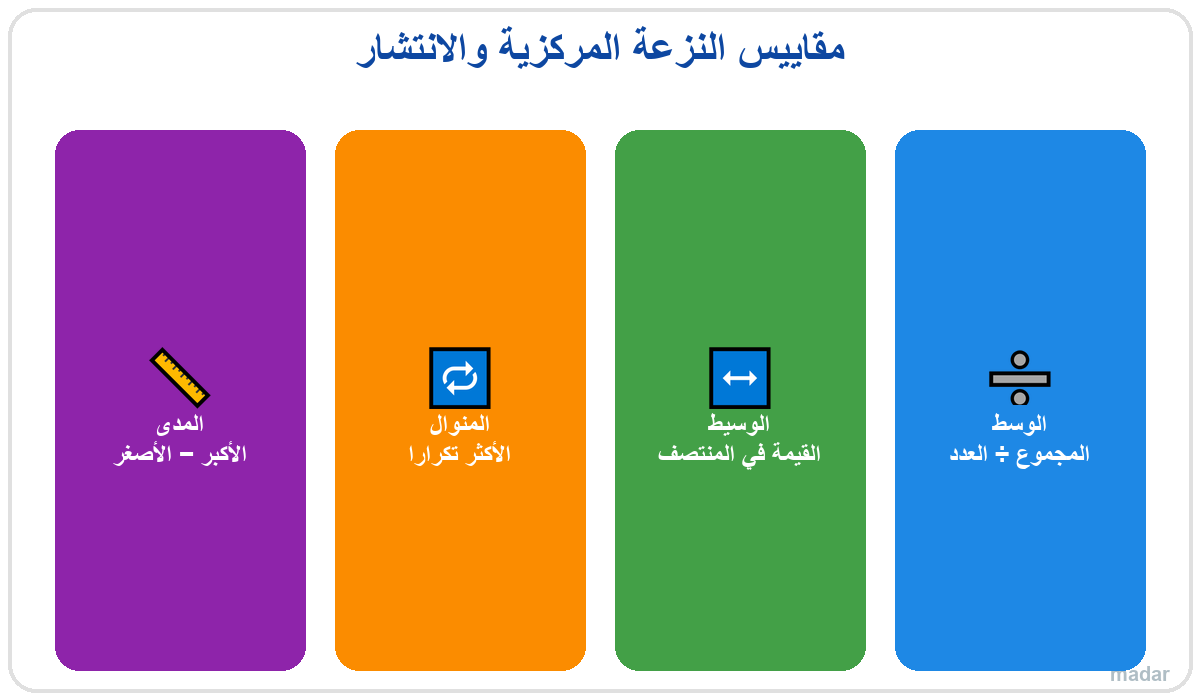 مقاييس النزعة المركزية والانتشار
الوسط
المجموع ÷ العدد
الوسيط
القيمة في المنتصف
المنوال
الأكثر تكرارا
المدى
الأكبر − الأصغر
madar